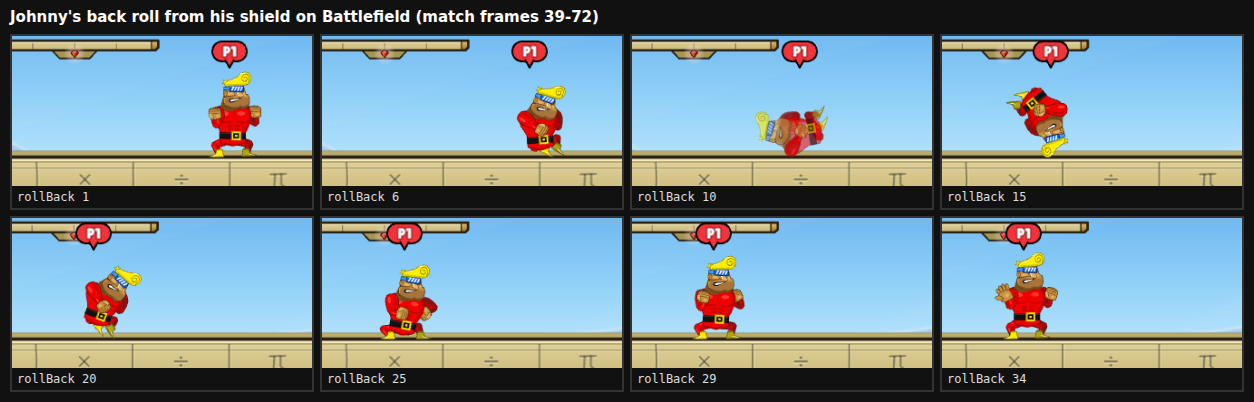 Johnny's back roll from his shield on Battlefield (match frames 39-72)
P1 P1 P1 P1
× ÷ π × ÷ π × ÷ π × ÷ π
rollBack 1 rollBack 6 rollBack 10 rollBack 15
P1 P1 P1 P1
× ÷ π × ÷ π × ÷ π × ÷ π
rollBack 20 rollBack 25 rollBack 29 rollBack 34